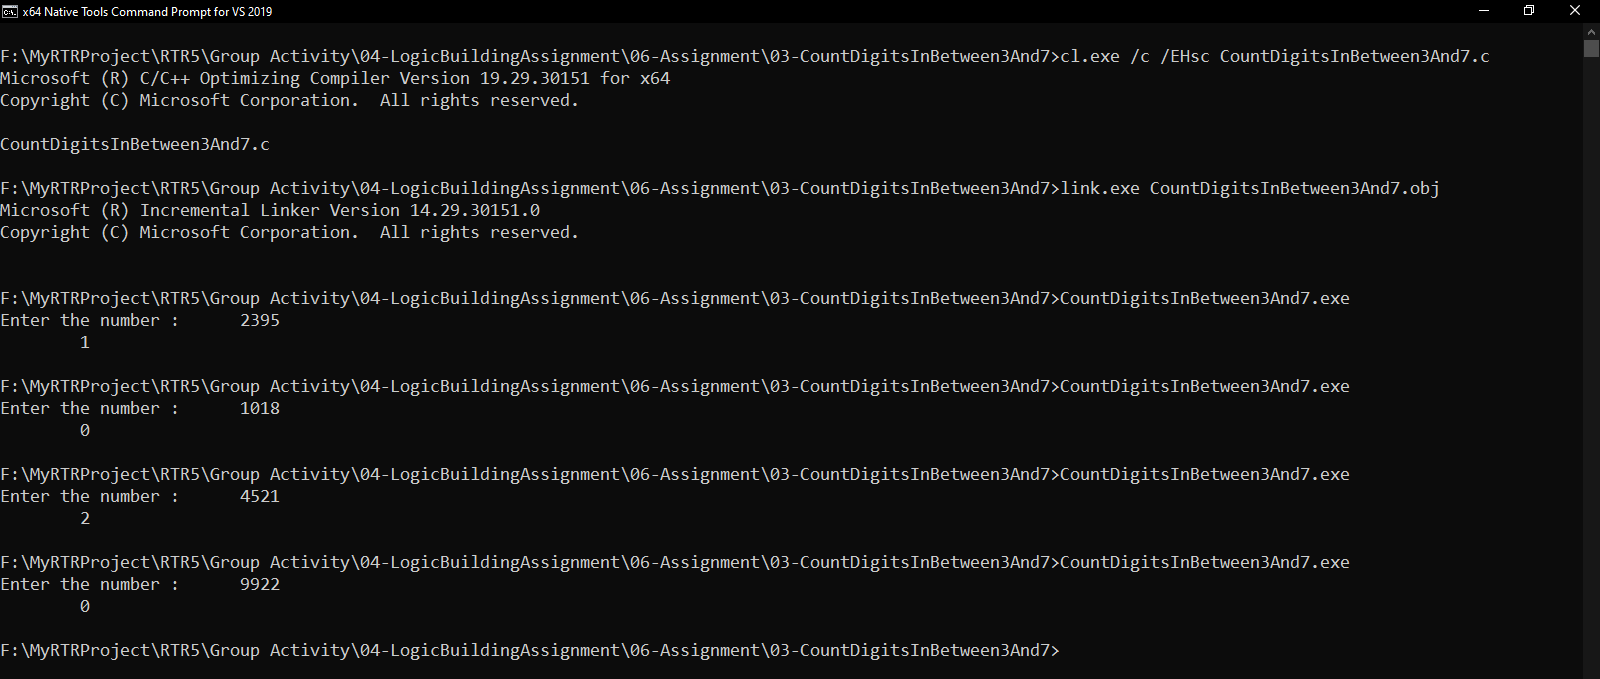 x64 Native Tools Command Prompt for VS 2019
F:\MyRTRProject\RTR5\Group Activity\04-LogicBuildingAssignment\06-Assignment\03-CountDigitsInBetween3And7>cl.exe /c /EHsc CountDigitsInBetween3And7.c
Microsoft (R) C/C++ Optimizing Compiler Version 19.29.30151 for x64
Copyright (C) Microsoft Corporation.  All rights reserved.
CountDigitsInBetween3And7.c
F:\MyRTRProject\RTR5\Group Activity\04-LogicBuildingAssignment\06-Assignment\03-CountDigitsInBetween3And7>link.exe CountDigitsInBetween3And7.obj
Microsoft (R) Incremental Linker Version 14.29.30151.0
Copyright (C) Microsoft Corporation.  All rights reserved.
F:\MyRTRProject\RTR5\Group Activity\04-LogicBuildingAssignment\06-Assignment\03-CountDigitsInBetween3And7>CountDigitsInBetween3And7.exe
Enter the number :      2395
        1
F:\MyRTRProject\RTR5\Group Activity\04-LogicBuildingAssignment\06-Assignment\03-CountDigitsInBetween3And7>CountDigitsInBetween3And7.exe
Enter the number :      1018
        0
F:\MyRTRProject\RTR5\Group Activity\04-LogicBuildingAssignment\06-Assignment\03-CountDigitsInBetween3And7>CountDigitsInBetween3And7.exe
Enter the number :      4521
        2
F:\MyRTRProject\RTR5\Group Activity\04-LogicBuildingAssignment\06-Assignment\03-CountDigitsInBetween3And7>CountDigitsInBetween3And7.exe
Enter the number :      9922
        0
F:\MyRTRProject\RTR5\Group Activity\04-LogicBuildingAssignment\06-Assignment\03-CountDigitsInBetween3And7>